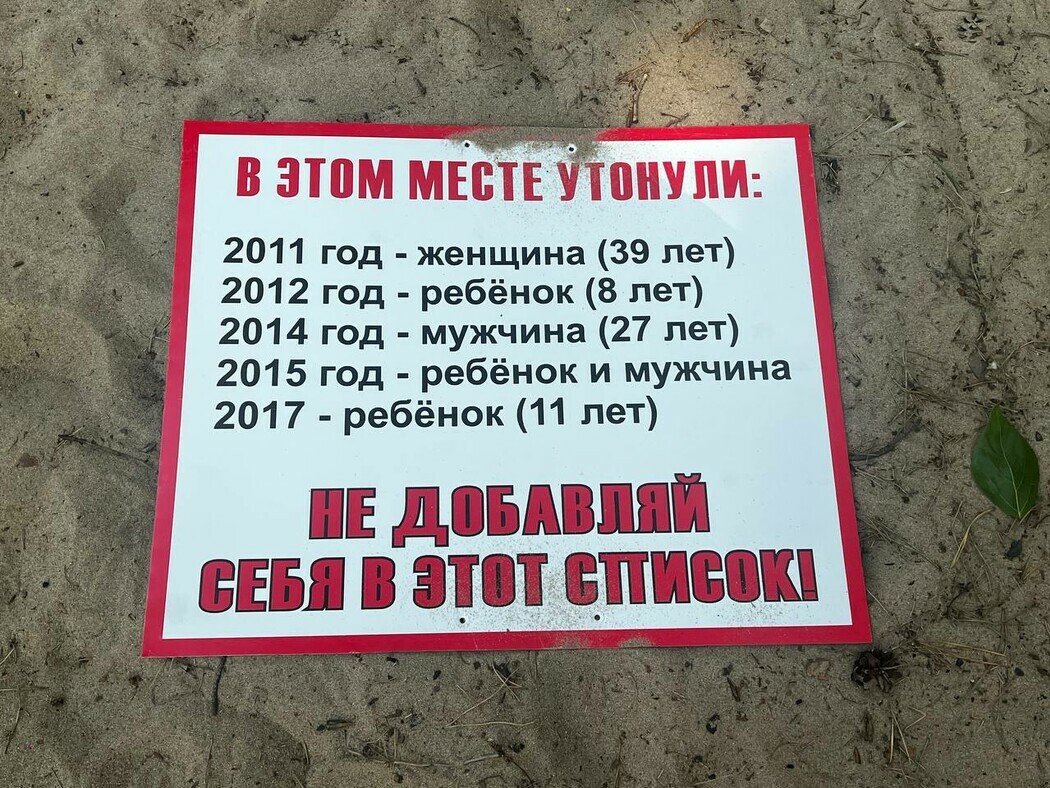 В ЭТОМ МЕСТЕ УТОНУЛИ:
2011 год - женщина (39 лет)
2012 год - ребёнок (8 лет)
2014 год - мужчина (27 лет)
2015 год - ребёнок и мужчина
2017 - ребёнок (11 лет)
НЕ ДОБАВЛЯЙ
СЕБЯ В ЭТОТ СПИСОК!